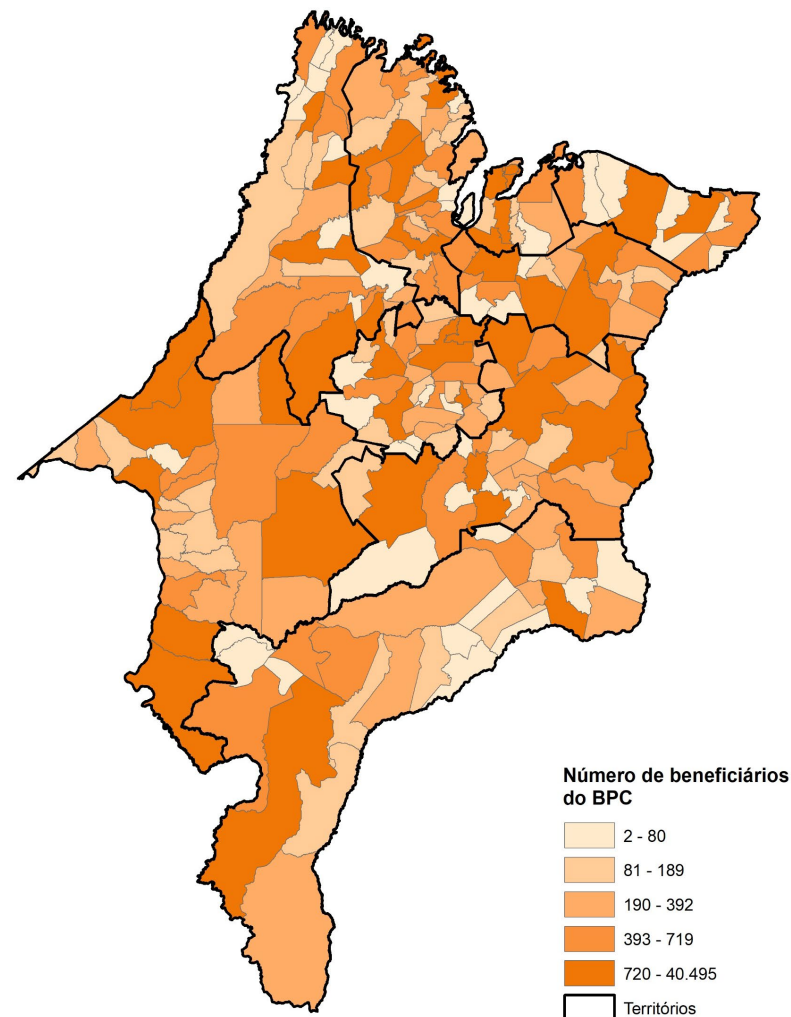 Número de beneficiários
do BPC
2 - 80
81 - 189
190 - 392
393 - 719
720 - 40.495
Territórios